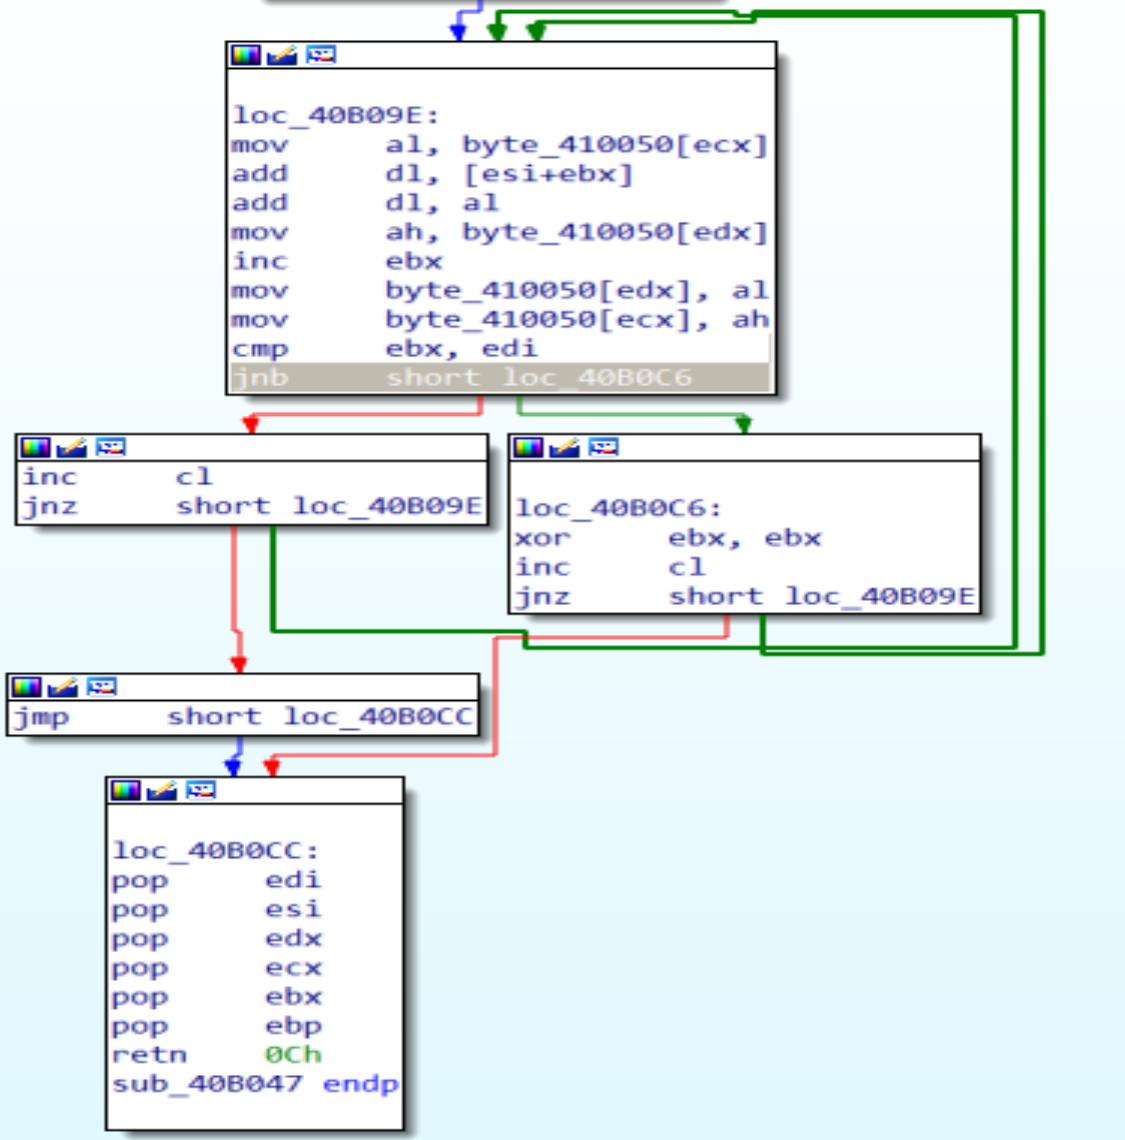 loc_40B09E:
mov al, byte_410050[ecx]
add dl, [esi+ebx]
add dl, al
mov ah, byte_410050[edx]
inc ebx
mov byte_410050[edx], al
mov byte_410050[ecx], ah
cmp ebx, edi
jnb short loc_40B0C6
inc cl
jnz short loc_40B09E
loc_40B0C6:
xor ebx, ebx
inc cl
jnz short loc_40B09E
jmp short loc_40B0CC
loc_40B0CC:
pop edi
pop esi
pop edx
pop ecx
pop ebx
pop ebp
retn 0Ch
sub_40B047 endp